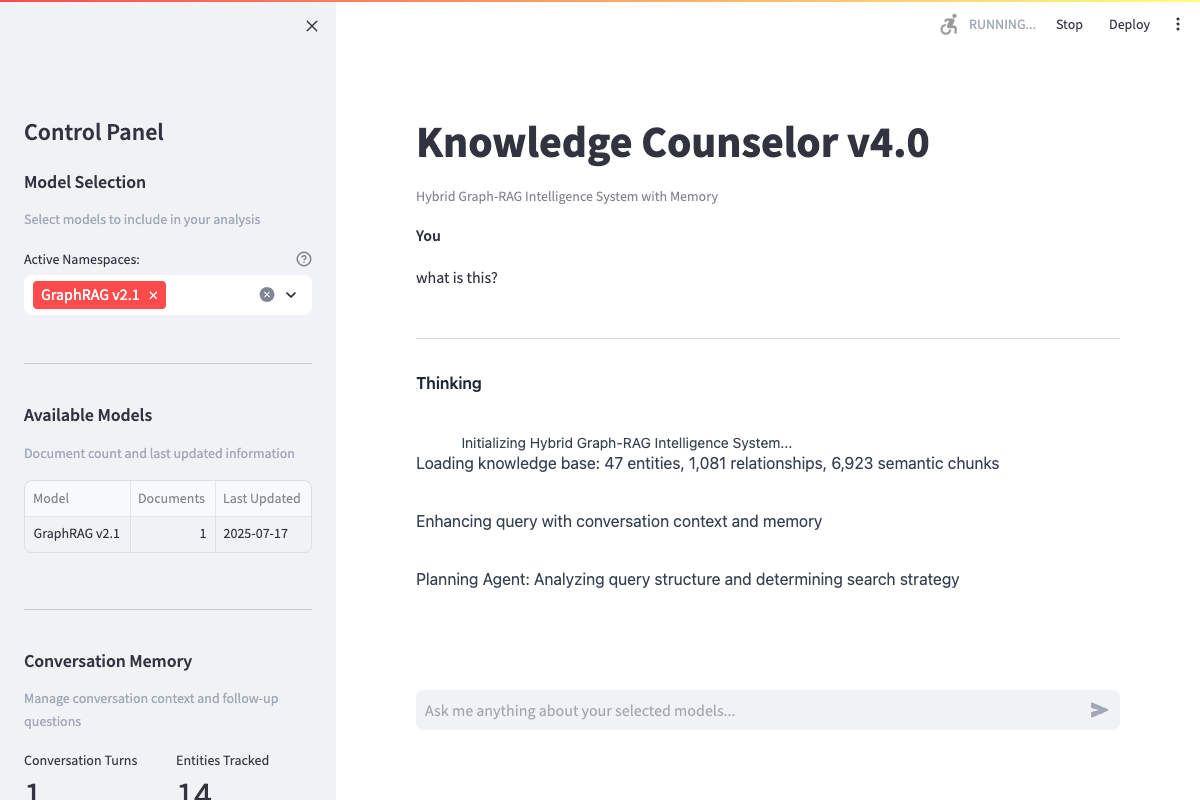 RUNNING...
Stop
Deploy
Control Panel
Model Selection
Select models to include in your analysis
Active Namespaces:
GraphRAG v2.1
Available Models
Document count and last updated information
Model Documents Last Updated
GraphRAG v2.1 1 2025-07-17
Conversation Memory
Manage conversation context and follow-up
questions
Conversation Turns Entities Tracked
1 14
Knowledge Counselor v4.0
Hybrid Graph-RAG Intelligence System with Memory
You
what is this?
Thinking
Initializing Hybrid Graph-RAG Intelligence System...
Loading knowledge base: 47 entities, 1,081 relationships, 6,923 semantic chunks
Enhancing query with conversation context and memory
Planning Agent: Analyzing query structure and determining search strategy
Ask me anything about your selected models...